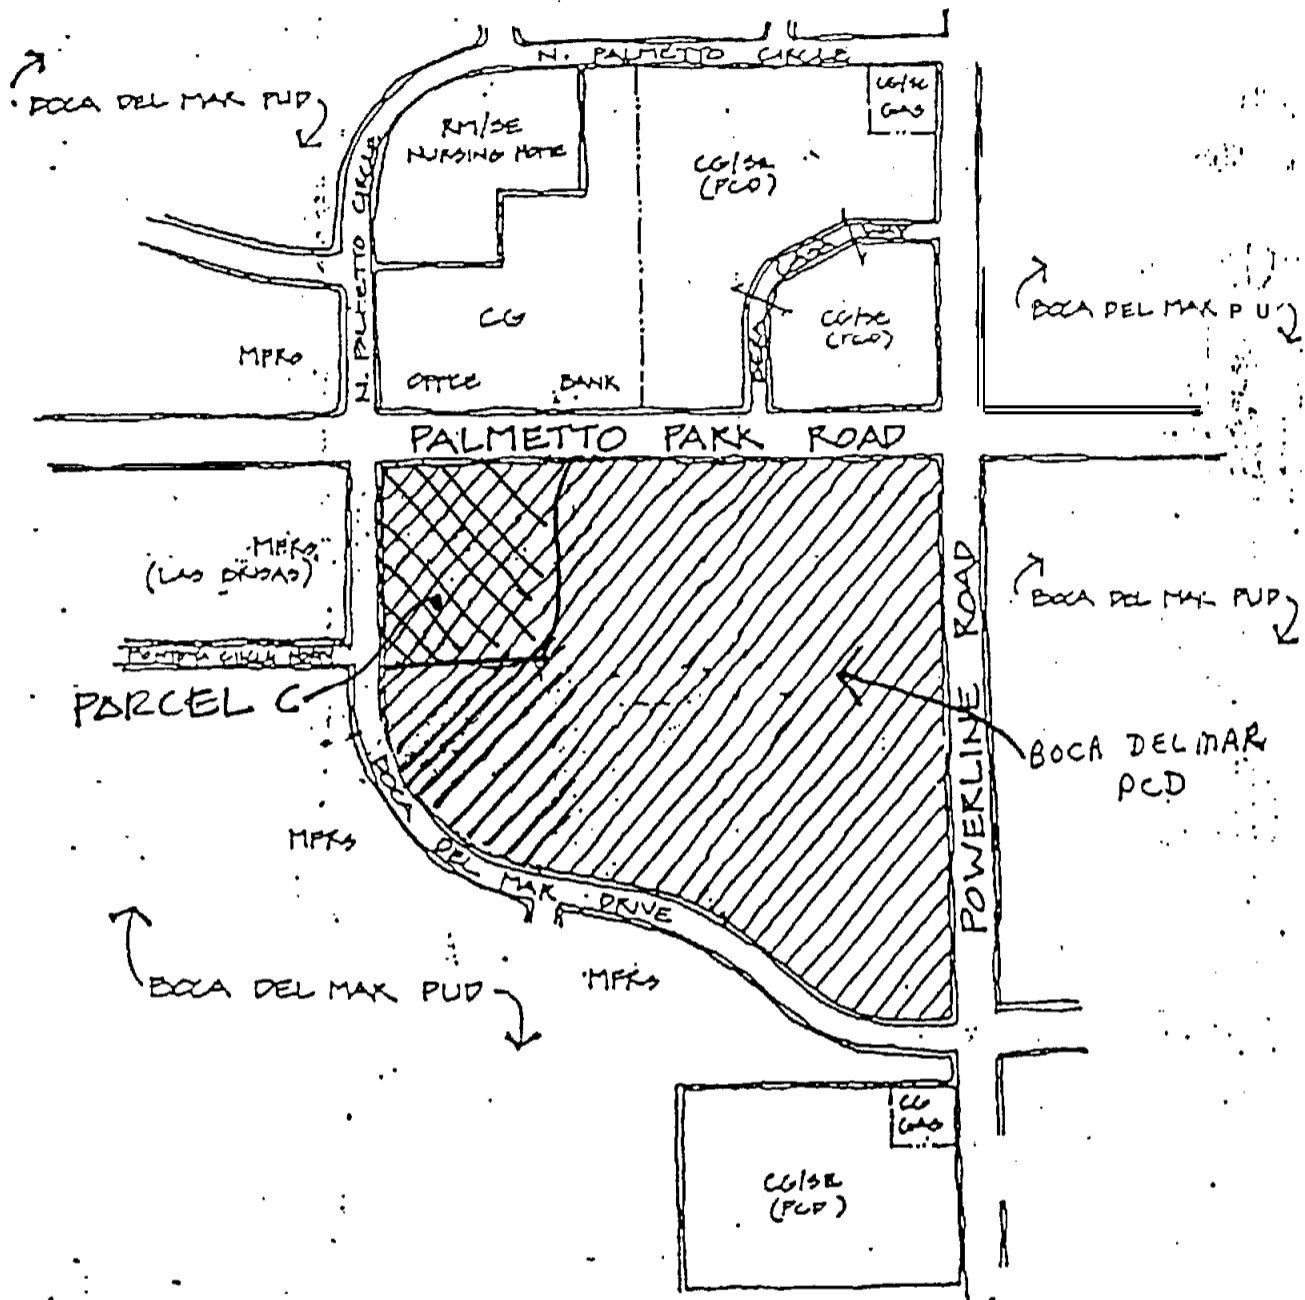 N. PALMETTO CIRCLE
BOCA DEL MAR PUD
RM/SE
NURSING HOME
CG/SE
GAS
CG/SE
(PCD)
N. PALMETTO CIRCLE
BOCA DEL MAR PU
CG
CG/SE
(PCD)
MFRS
OFFICE
BANK
PALMETTO PARK ROAD
MFRS
(LAS BRISAS)
BOCA DEL MAR PUD
CIRCLE
PARCEL C
POWERLINE ROAD
BOCA DEL MAR
PCD
MFRS
BOCA DEL MAR DRIVE
BOCA DEL MAR PUD
MFRS
CG
GAS
CG/SE
(PCD)